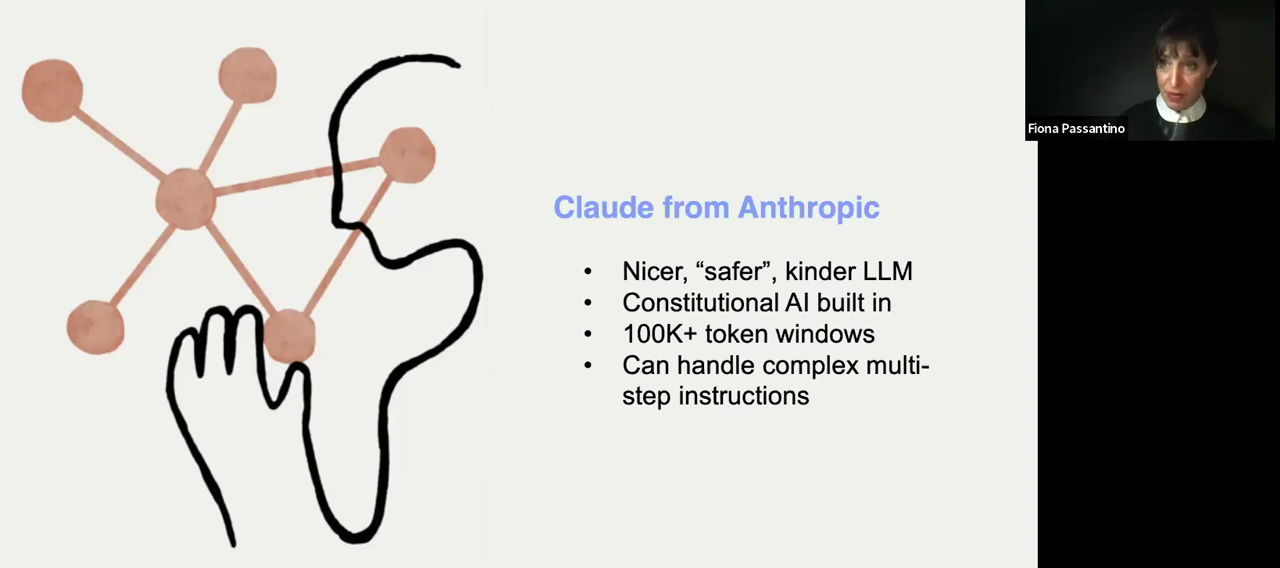 Claude from Anthropic
• Nicer, “safer”, kinder LLM
• Constitutional AI built in
• 100K+ token windows
• Can handle complex multi-
step instructions
Fiona Passantino